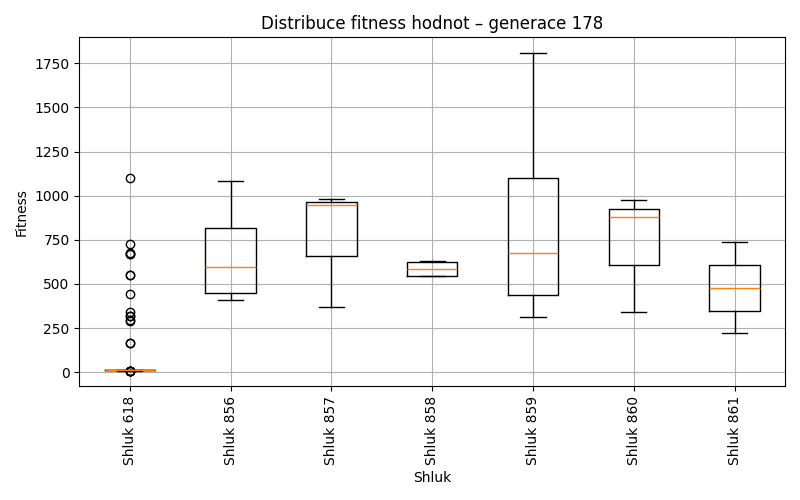 Distribuce fitness hodnot – generace 178
Fitness
1750
1500
1250
1000
750
500
250
0
Shluk 618
Shluk 856
Shluk 857
Shluk 858
Shluk 859
Shluk 860
Shluk 861
Shluk